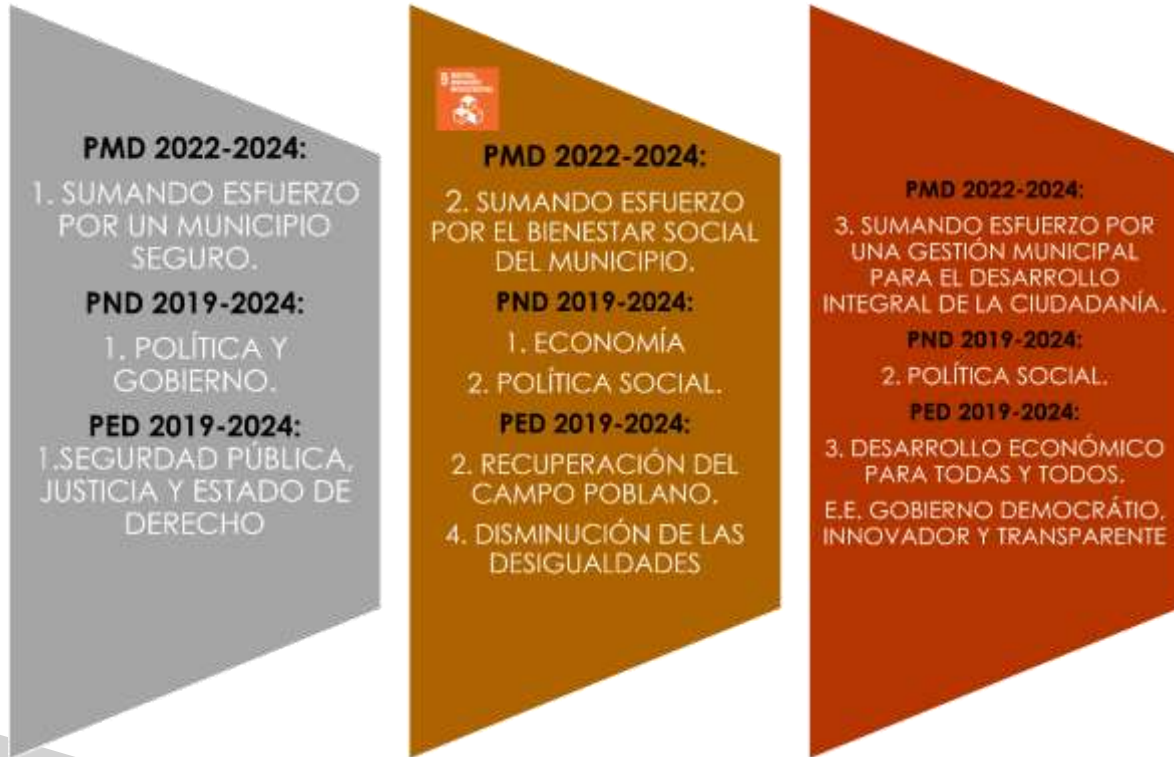 PMD 2022-2024:
1. SUMANDO ESFUERZO
POR UN MUNICIPIO
SEGURO.
PND 2019-2024:
1. POLÍTICA Y
GOBIERNO.
PED 2019-2024:
1.SEGURDAD PÚBLICA,
JUSTICIA Y ESTADO DE
DERECHO
9
PMD 2022-2024:
2. SUMANDO ESFUERZO
POR EL BIENESTAR SOCIAL
DEL MUNICIPIO.
PND 2019-2024:
1. ECONOMÍA
2. POLÍTICA SOCIAL.
PED 2019-2024:
2. RECUPERACIÓN DEL
CAMPO POBLANO.
4. DISMINUCIÓN DE LAS
DESIGUALDADES
PMD 2022-2024:
3. SUMANDO ESFUERZO POR
UNA GESTIÓN MUNICIPAL
PARA EL DESARROLLO
INTEGRAL DE LA CIUDADANÍA.
PND 2019-2024:
2. POLÍTICA SOCIAL.
PED 2019-2024:
3. DESARROLLO ECONÓMICO
PARA TODAS Y TODOS.
E.E. GOBIERNO DEMOCRÁTIO,
INNOVADOR Y TRANSPARENTE